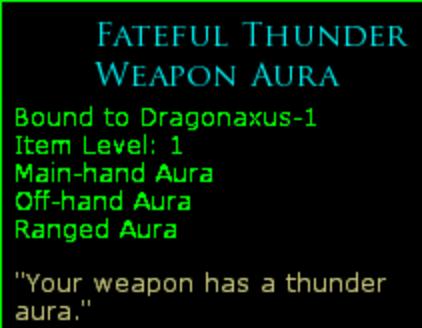 Fateful Thunder
Weapon Aura
Bound to Dragonaxus-1
Item Level: 1
Main-hand Aura
Off-hand Aura
Ranged Aura
"Your weapon has a thunder
aura."